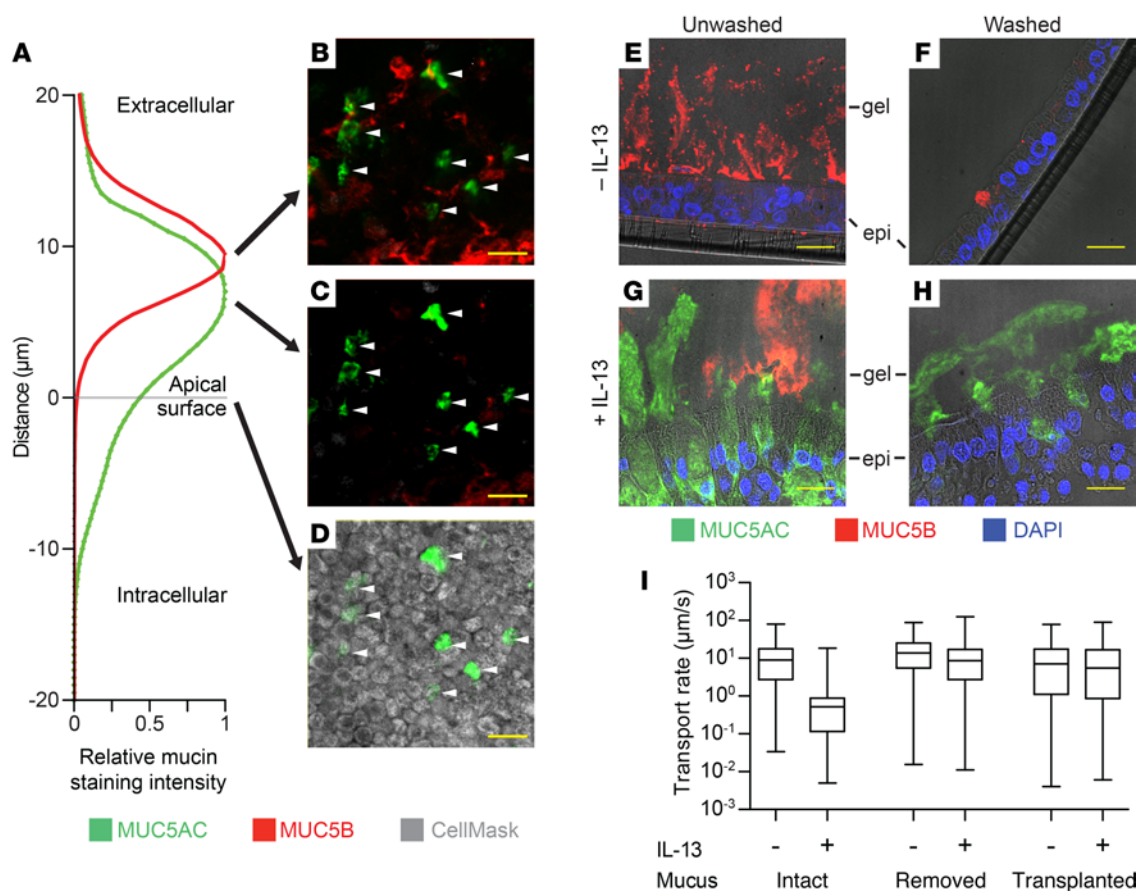 A
20
10
0
-10
-20
Distance (µm)
Extracellular
Apical
surface
Intracellular
0
0.5
1
Relative mucin
staining intensity
MUC5AC
MUC5B
CellMask
B
C
D
Unwashed
Washed
– IL-13
+ IL-13
E
F
G
H
gel
epi
gel
epi
MUC5AC
MUC5B
DAPI
I
Transport rate (µm/s)
10³
10²
10¹
10⁰
10⁻¹
10⁻²
10⁻³
IL-13 - + - + - +
Mucus Intact Removed Transplanted